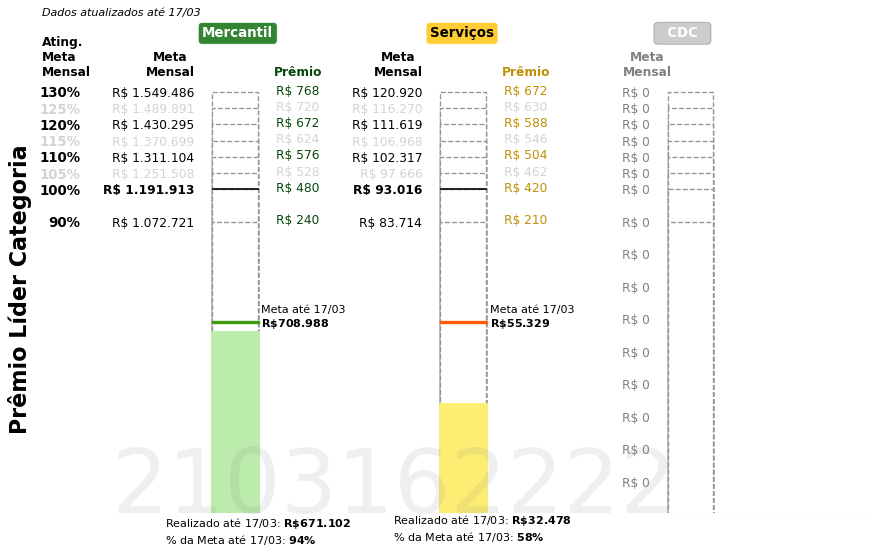 Dados atualizados até 17/03
Mercantil Serviços CDC
Ating. Meta Mensal Meta Mensal Prêmio Meta Mensal Prêmio Meta Mensal
130% R$ 1.549.486 R$ 768 R$ 120.920 R$ 672 R$ 0
125% R$ 1.489.891 R$ 720 R$ 116.270 R$ 630 R$ 0
120% R$ 1.430.295 R$ 672 R$ 111.619 R$ 588 R$ 0
115% R$ 1.370.699 R$ 624 R$ 106.968 R$ 546 R$ 0
110% R$ 1.311.104 R$ 576 R$ 102.317 R$ 504 R$ 0
105% R$ 1.251.508 R$ 528 R$ 97.666 R$ 462 R$ 0
100% R$ 1.191.913 R$ 480 R$ 93.016 R$ 420 R$ 0
90% R$ 1.072.721 R$ 240 R$ 83.714 R$ 210 R$ 0
R$ 0
R$ 0
Meta até 17/03 Meta até 17/03
R$708.988 R$55.329 R$ 0
R$ 0
R$ 0
R$ 0
R$ 0
R$ 0
Prêmio Líder Categoria
2103162222
Realizado até 17/03: R$671.102 Realizado até 17/03: R$32.478
% da Meta até 17/03: 94% % da Meta até 17/03: 58%